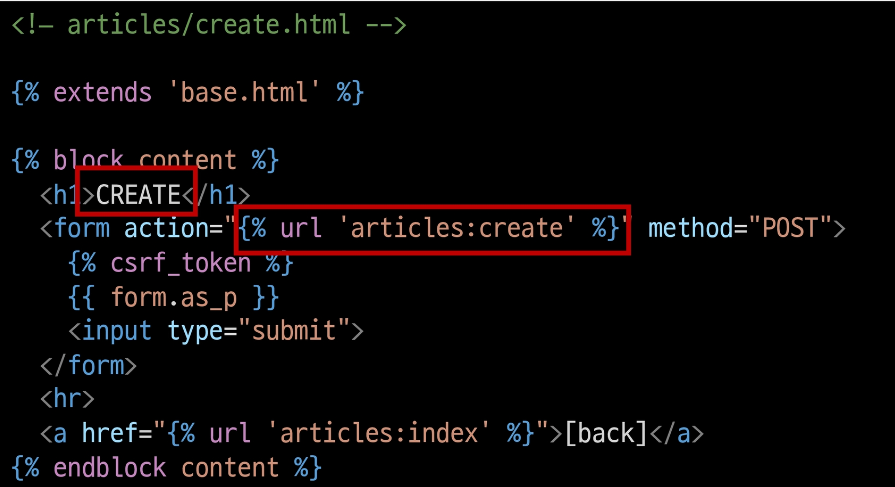 <!— articles/create.html -->
{% extends 'base.html' %}
{% block content %}
<h1>CREATE</h1>
<form action="{% url 'articles:create' %}" method="POST">
{% csrf_token %}
{{ form.as_p }}
<input type="submit">
</form>
<hr>
<a href="{% url 'articles:index' %}">[back]</a>
{% endblock content %}